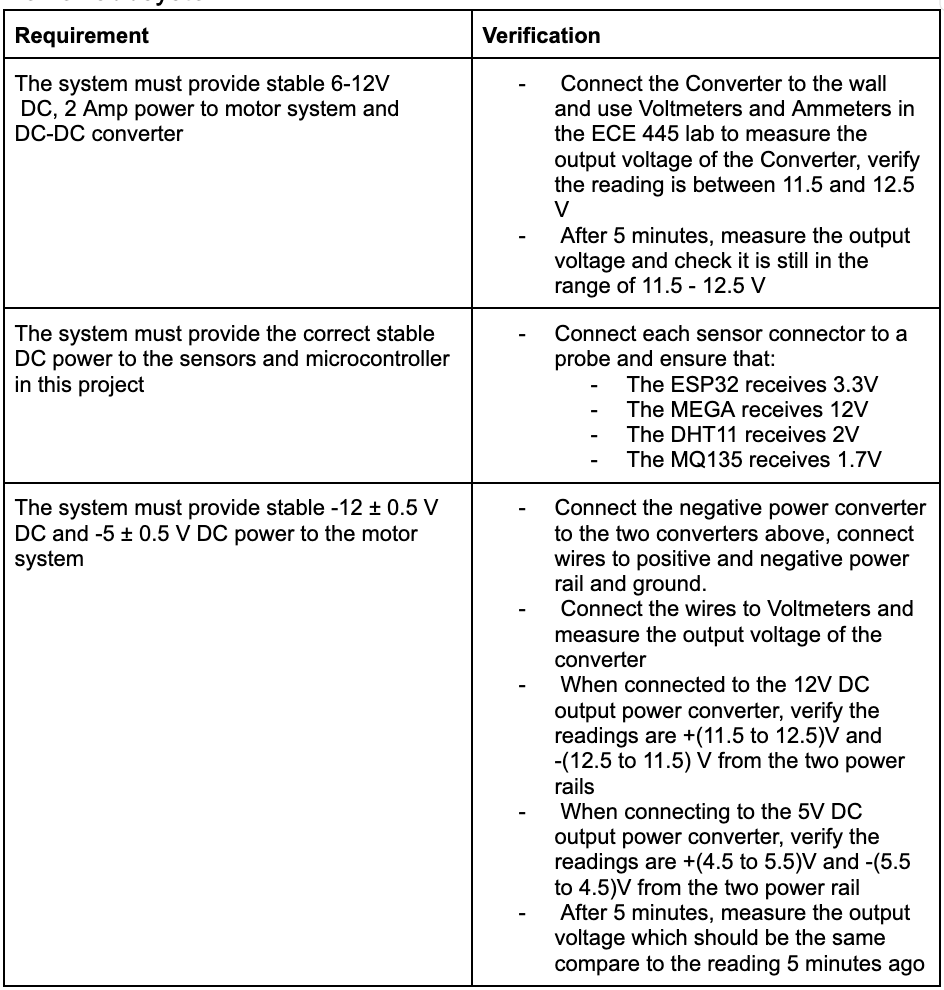 Requirement
Verification
The system must provide stable 6-12V
DC, 2 Amp power to motor system and
DC-DC converter
- Connect the Converter to the wall
and use Voltmeters and Ammeters in
the ECE 445 lab to measure the
output voltage of the Converter, verify
the reading is between 11.5 and 12.5
V
- After 5 minutes, measure the output
voltage and check it is still in the
range of 11.5 - 12.5 V
The system must provide the correct stable
DC power to the sensors and microcontroller
in this project
- Connect each sensor connector to a
probe and ensure that:
- The ESP32 receives 3.3V
- The MEGA receives 12V
- The DHT11 receives 2V
- The MQ135 receives 1.7V
The system must provide stable -12 ± 0.5 V
DC and -5 ± 0.5 V DC power to the motor
system
- Connect the negative power converter
to the two converters above, connect
wires to positive and negative power
rail and ground.
- Connect the wires to Voltmeters and
measure the output voltage of the
converter
- When connected to the 12V DC
output power converter, verify the
readings are +(11.5 to 12.5)V and
-(12.5 to 11.5) V from the two power
rails
- When connecting to the 5V DC
output power converter, verify the
readings are +(4.5 to 5.5)V and -(5.5
to 4.5)V from the two power rail
- After 5 minutes, measure the output
voltage which should be the same
compare to the reading 5 minutes ago